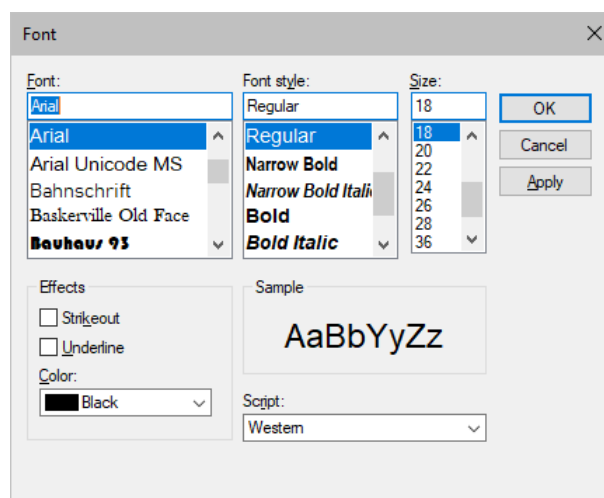 Font
Font: Font style: Size:
Arial Regular 18 OK
Arial Regular 18 Cancel
Arial Unicode MS Narrow Bold 20 Apply
Bahnschrift Narrow Bold Itali 22
Baskerville Old Face Bold 24
Bauhaus 93 Bold Italic 26
28
36
Effects Sample
Strikeout
Underline AaBbYyZz
Color:
Black Script:
Western